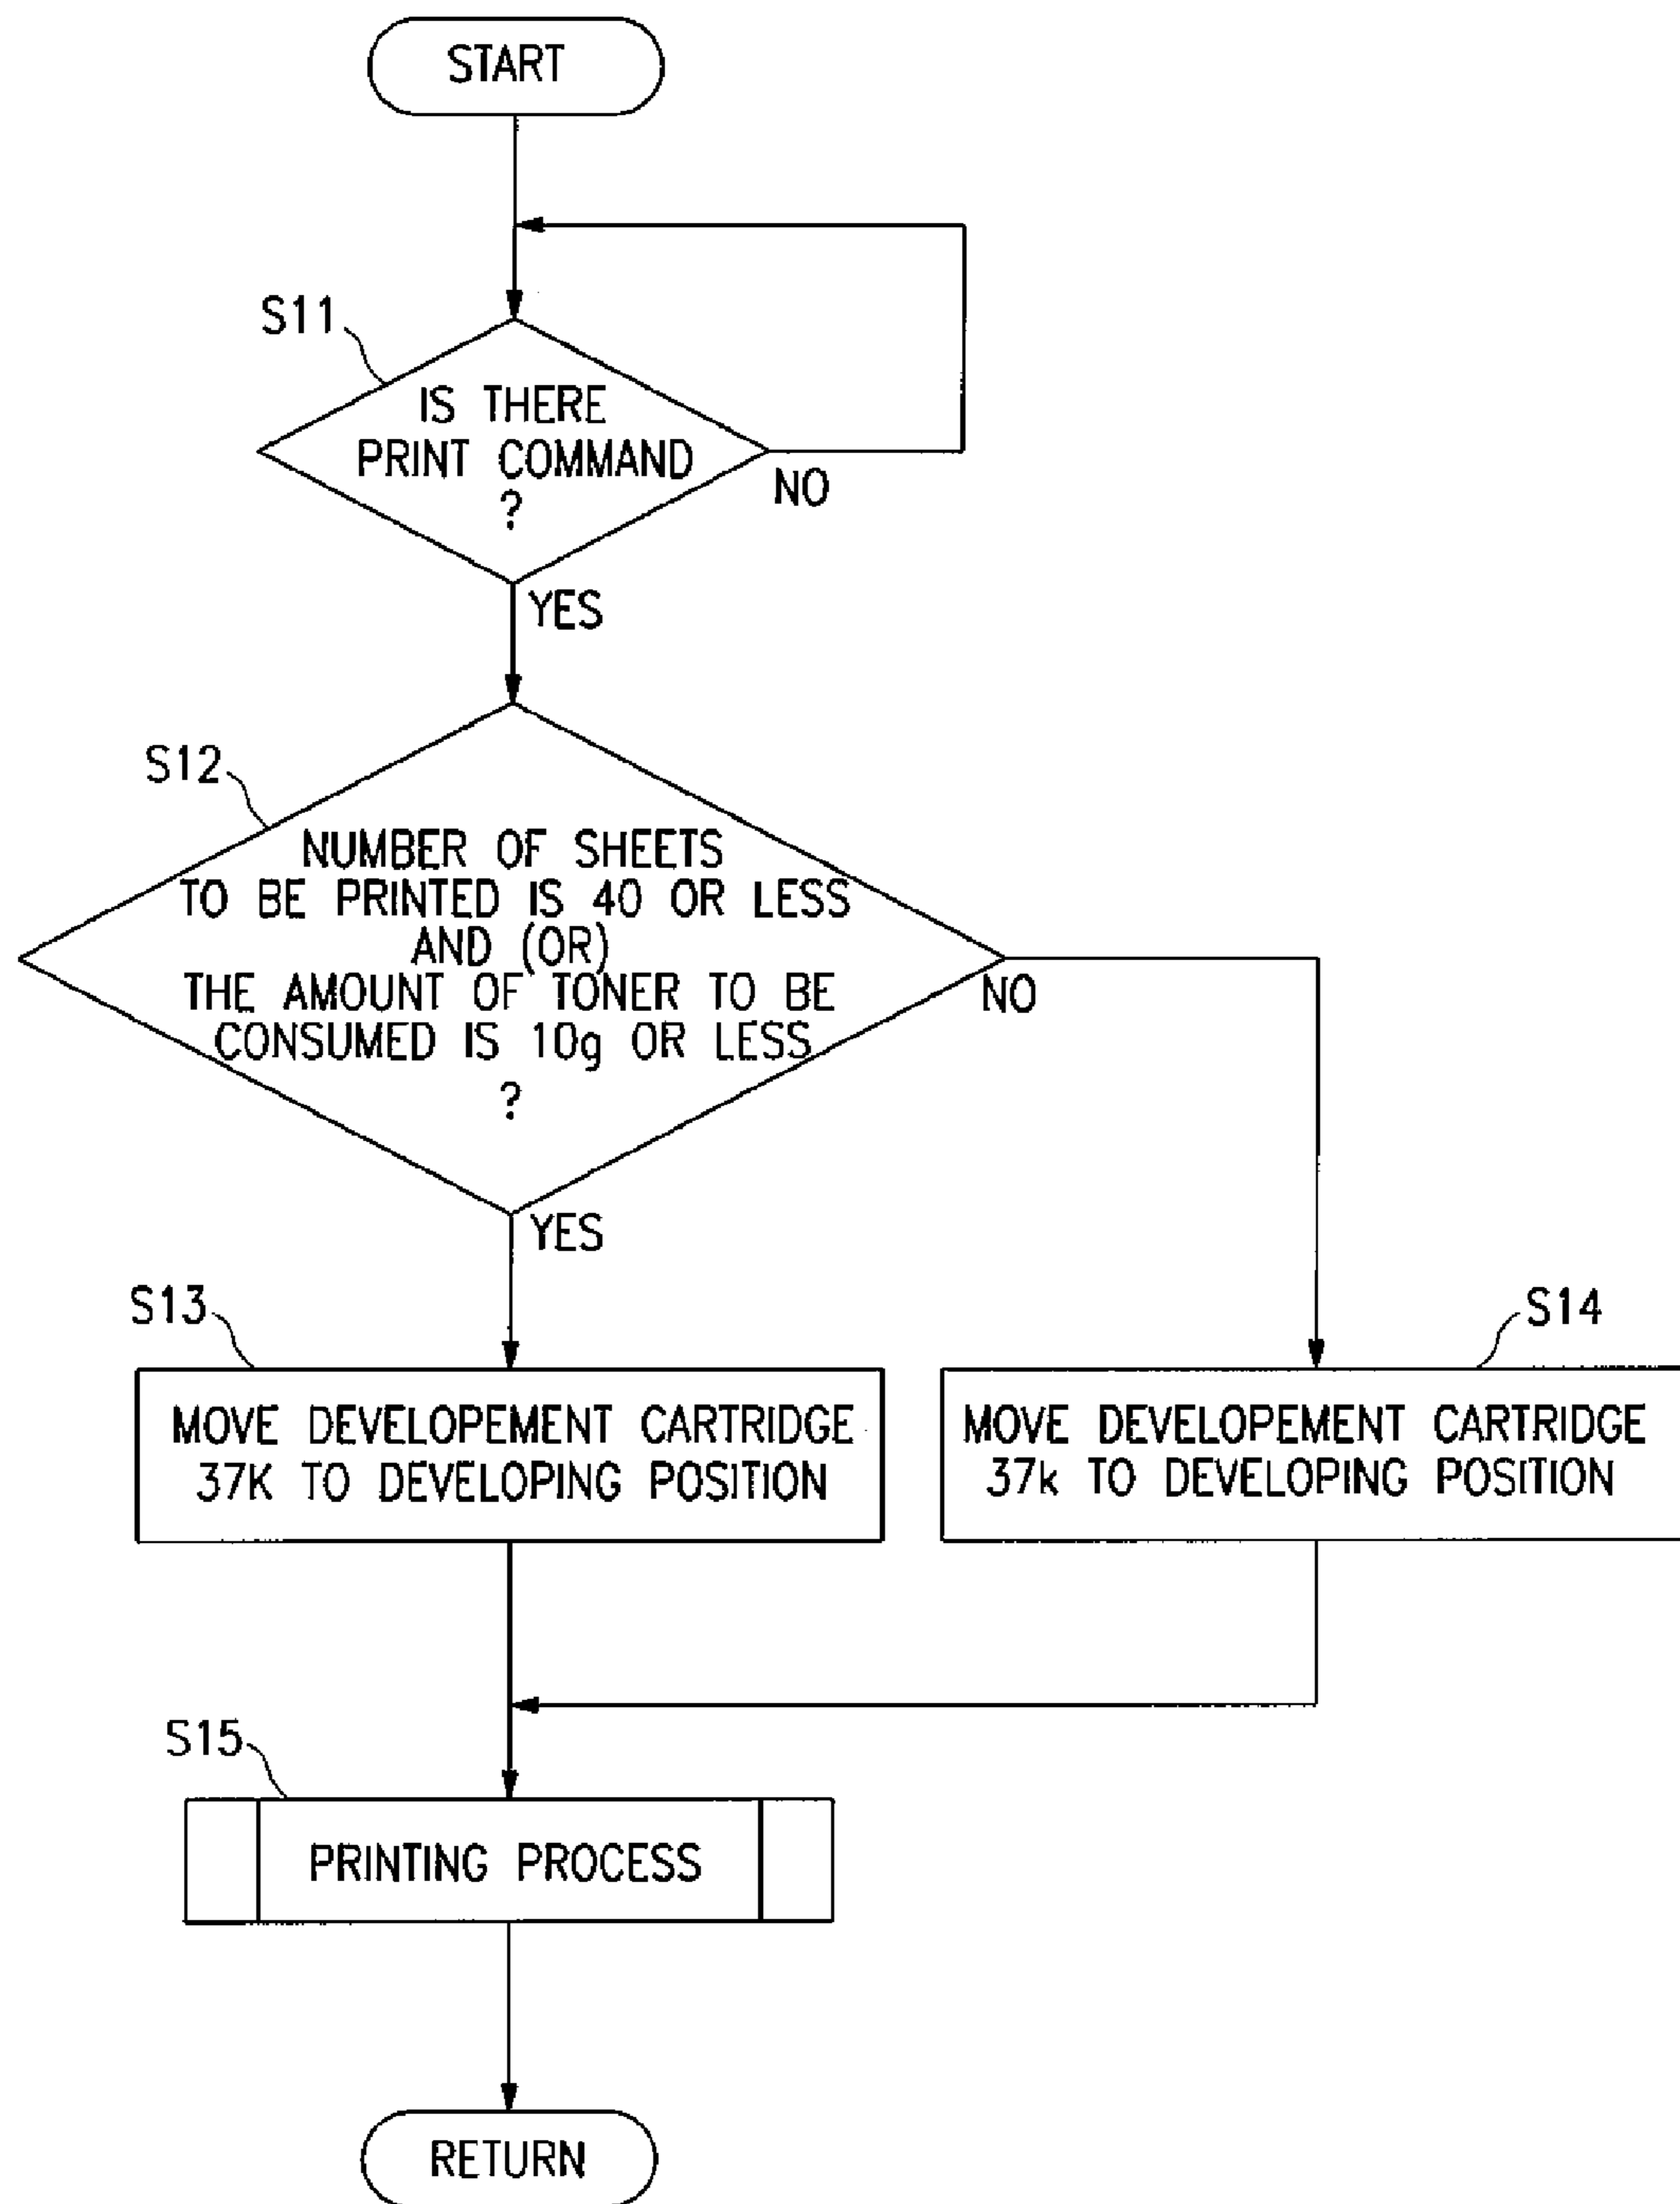 START
S11
IS THERE
PRINT COMMAND
?
NO
YES
S12
NUMBER OF SHEETS
TO BE PRINTED IS 40 OR LESS
AND (OR)
THE AMOUNT OF TONER TO BE
CONSUMED IS 10g OR LESS
?
NO
YES
S13
MOVE DEVELOPEMENT CARTRIDGE
37K TO DEVELOPING POSITION
S14
MOVE DEVELOPEMENT CARTRIDGE
37k TO DEVELOPING POSITION
S15
PRINTING PROCESS
RETURN